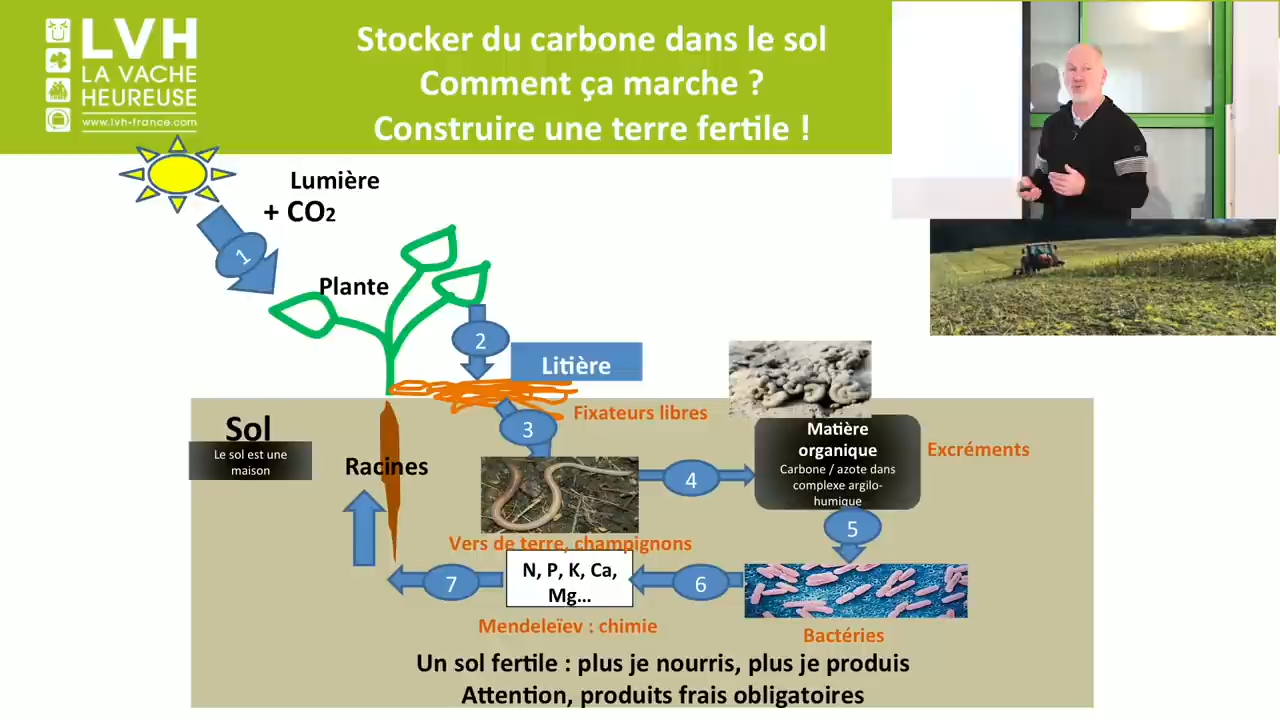 LVH
LA VACHE
HEUREUSE
www.lvh-france.com
Stocker du carbone dans le sol
Comment ça marche ?
Construire une terre fertile !
Lumière
+ CO2
1
Plante
2
Litière
Fixateurs libres
3
Sol
Le sol est une
maison
Racines
4
Matière
organique
Carbone / azote dans
complexe argilo-
humique
Excréments
5
Vers de terre, champignons
N, P, K, Ca,
Mg...
6
7
Mendeleïev : chimie
Bactéries
Un sol fertile : plus je nourris, plus je produis
Attention, produits frais obligatoires